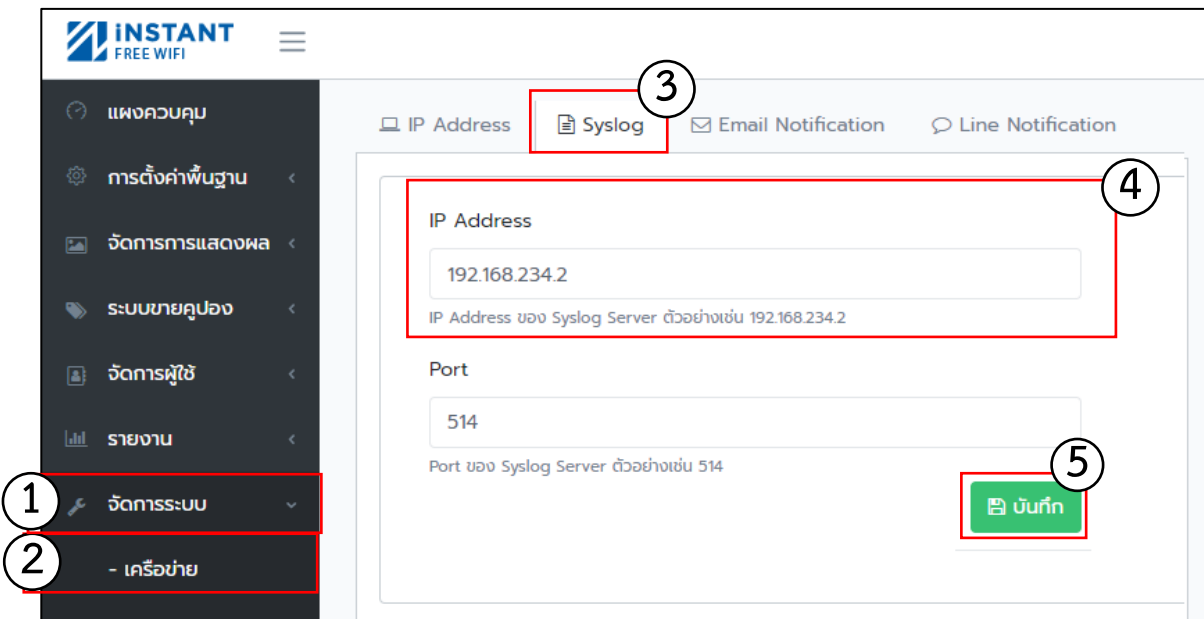 iNSTANT
FREE WIFI
แผงควบคุม
การตั้งค่าพื้นฐาน
จัดการการแสดงผล
ระบบขายคูปอง
จัดการผู้ใช้
รายงาน
1
จัดการระบบ
2
- เครือข่าย
3
IP Address
Syslog
Email Notification
Line Notification
4
IP Address
192.168.234.2
IP Address ของ Syslog Server ตัวอย่างเช่น 192.168.234.2
Port
514
Port ของ Syslog Server ตัวอย่างเช่น 514
5
บันทึก